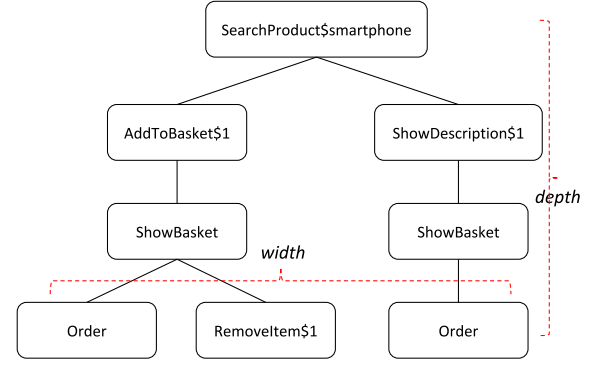 SearchProduct$smartphone
AddToBasket$1
ShowDescription$1
depth
ShowBasket
ShowBasket
width
Order
RemoveItem$1
Order